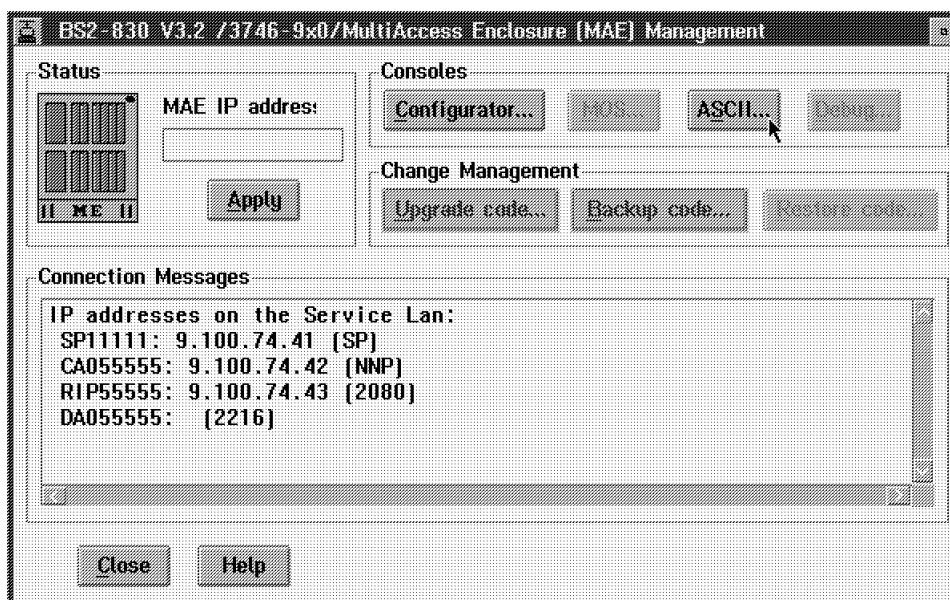 BS2-830 V3.2 /3746-9x0/MultiAccess Enclosure (MAE) Management
Status
MAE IP address
Apply
ME
Consoles
Configurator... MOS... ASCII... Debug...
Change Management
Upgrade code... Backup code... Restore code...
Connection Messages
IP addresses on the Service Lan:
SP11111: 9.100.74.41 (SP)
CA055555: 9.100.74.42 (NNP)
RIP55555: 9.100.74.43 (2080)
DA055555: (2216)
Close Help